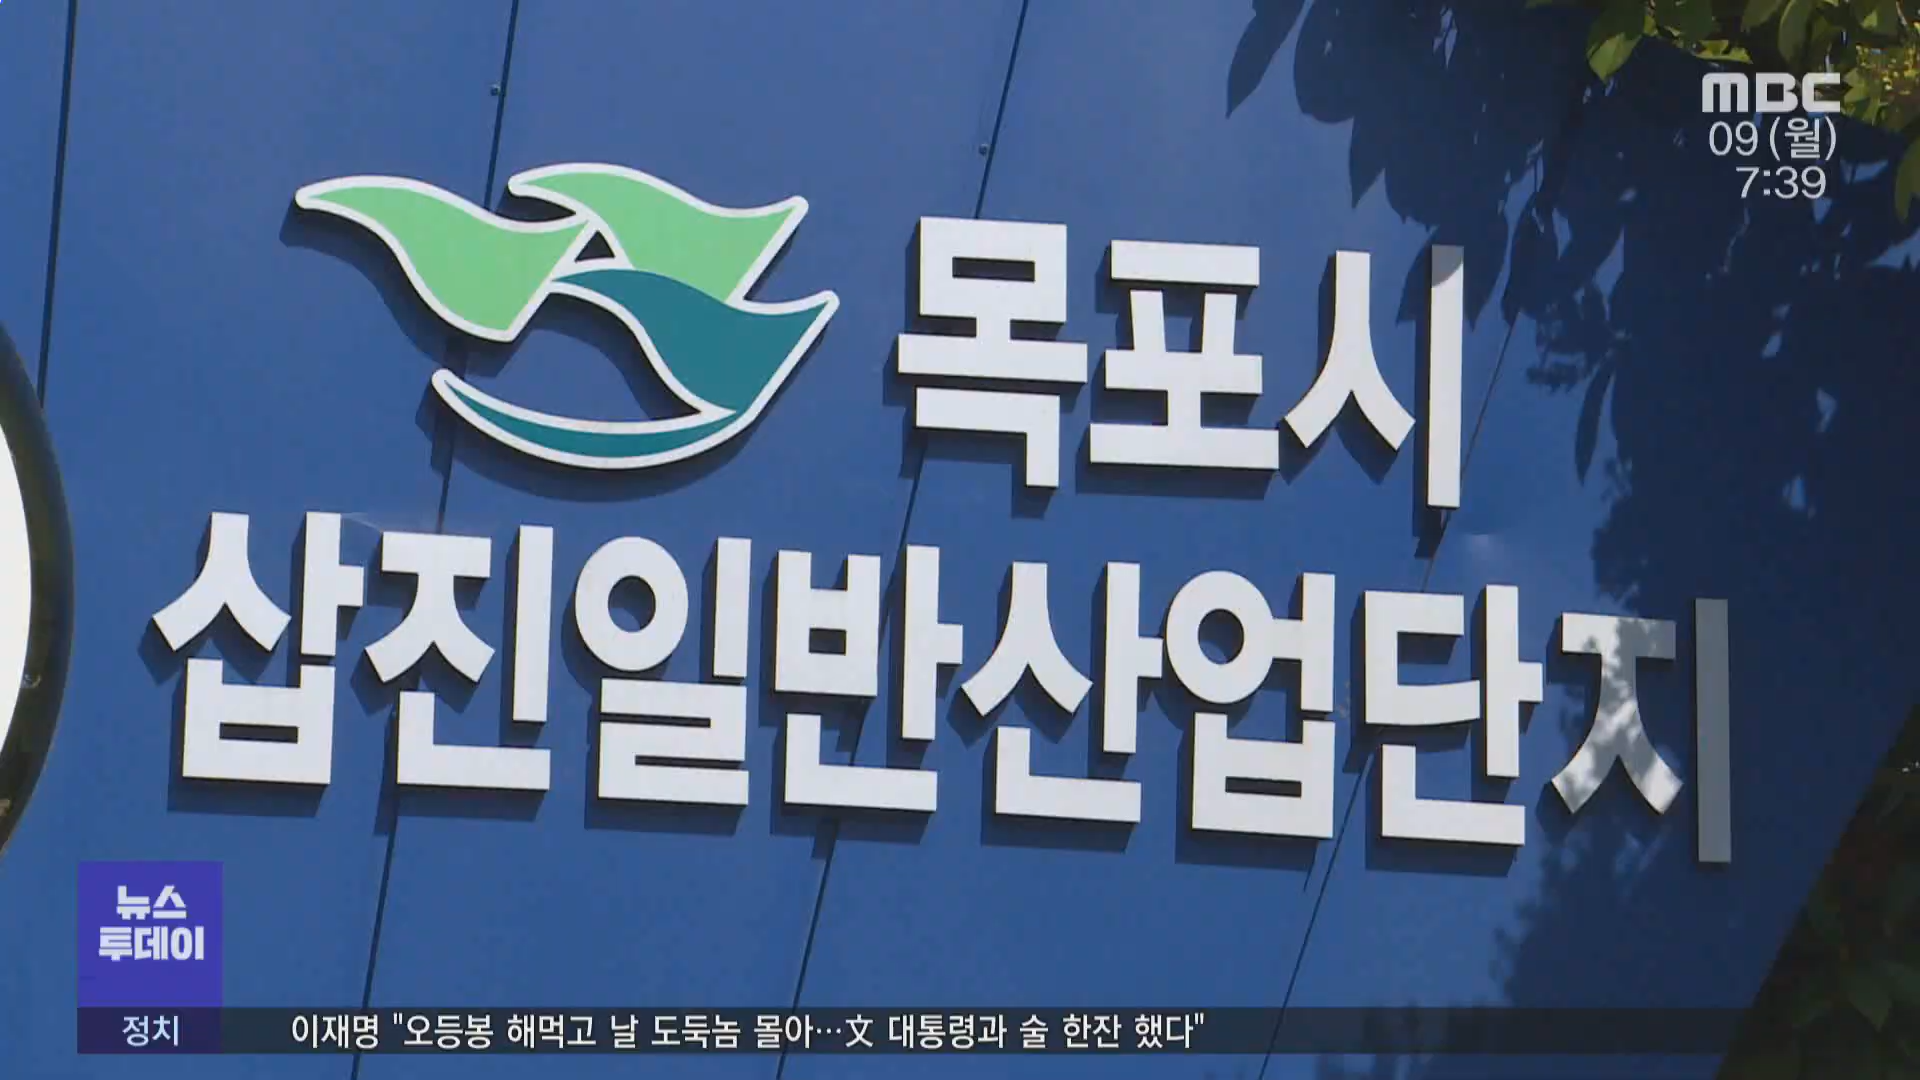 MBC
09(월)
7:39
목포시
삽진일반산업단지
뉴스
투데이
정치
이재명 "오등봉 해먹고 날 도둑놈 몰아…文 대통령과 술 한잔 했다"